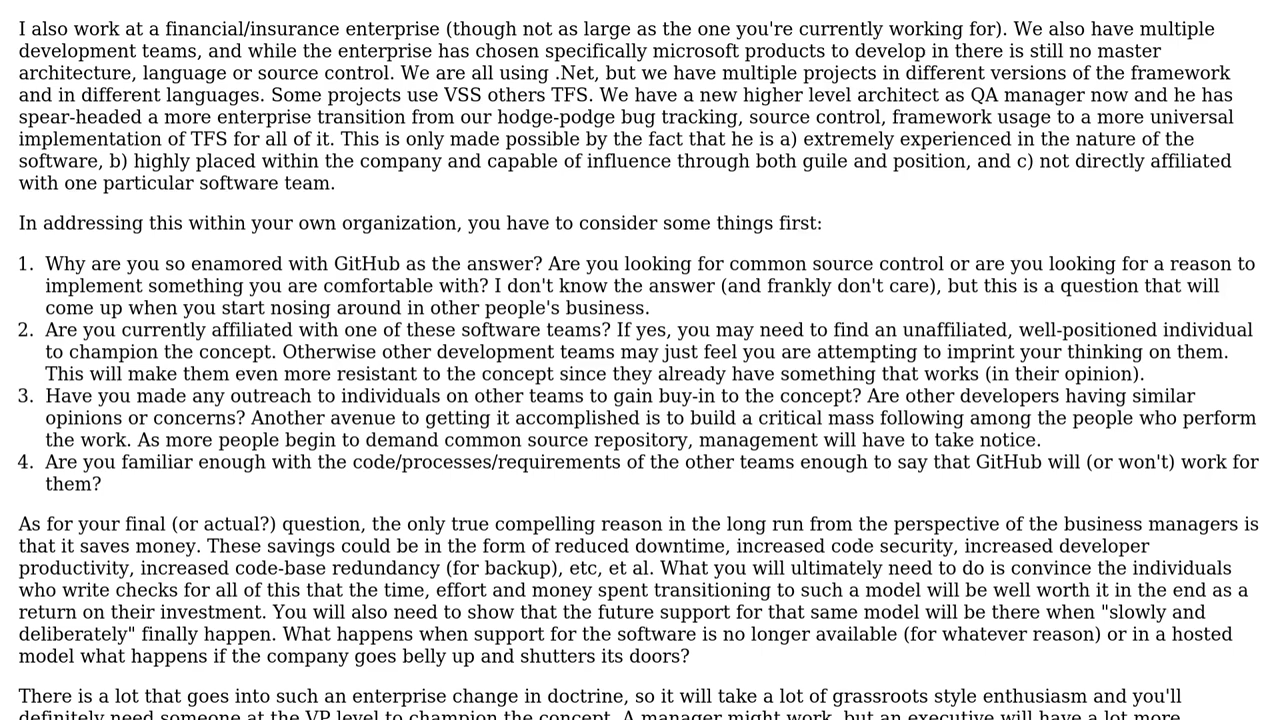 I also work at a financial/insurance enterprise (though not as large as the one you're currently working for). We also have multiple
development teams, and while the enterprise has chosen specifically microsoft products to develop in there is still no master
architecture, language or source control. We are all using .Net, but we have multiple projects in different versions of the framework
and in different languages. Some projects use VSS others TFS. We have a new higher level architect as QA manager now and he has
spear-headed a more enterprise transition from our hodge-podge bug tracking, source control, framework usage to a more universal
implementation of TFS for all of it. This is only made possible by the fact that he is a) extremely experienced in the nature of the
software, b) highly placed within the company and capable of influence through both guile and position, and c) not directly affiliated
with one particular software team.
In addressing this within your own organization, you have to consider some things first:
1. Why are you so enamored with GitHub as the answer? Are you looking for common source control or are you looking for a reason to
implement something you are comfortable with? I don't know the answer (and frankly don't care), but this is a question that will
come up when you start nosing around in other people's business.
2. Are you currently affiliated with one of these software teams? If yes, you may need to find an unaffiliated, well-positioned individual
to champion the concept. Otherwise other development teams may just feel you are attempting to imprint your thinking on them.
This will make them even more resistant to the concept since they already have something that works (in their opinion).
3. Have you made any outreach to individuals on other teams to gain buy-in to the concept? Are other developers having similar
opinions or concerns? Another avenue to getting it accomplished is to build a critical mass following among the people who perform
the work. As more people begin to demand common source repository, management will have to take notice.
4. Are you familiar enough with the code/processes/requirements of the other teams enough to say that GitHub will (or won't) work for
them?
As for your final (or actual?) question, the only true compelling reason in the long run from the perspective of the business managers is
that it saves money. These savings could be in the form of reduced downtime, increased code security, increased developer
productivity, increased code-base redundancy (for backup), etc, et al. What you will ultimately need to do is convince the individuals
who write checks for all of this that the time, effort and money spent transitioning to such a model will be well worth it in the end as a
return on their investment. You will also need to show that the future support for that same model will be there when "slowly and
deliberately" finally happen. What happens when support for the software is no longer available (for whatever reason) or in a hosted
model what happens if the company goes belly up and shutters its doors?
There is a lot that goes into such an enterprise change in doctrine, so it will take a lot of grassroots style enthusiasm and you'll
definitely need someone at the VP level to champion the concept. A manager might work, but an executive will have a lot more